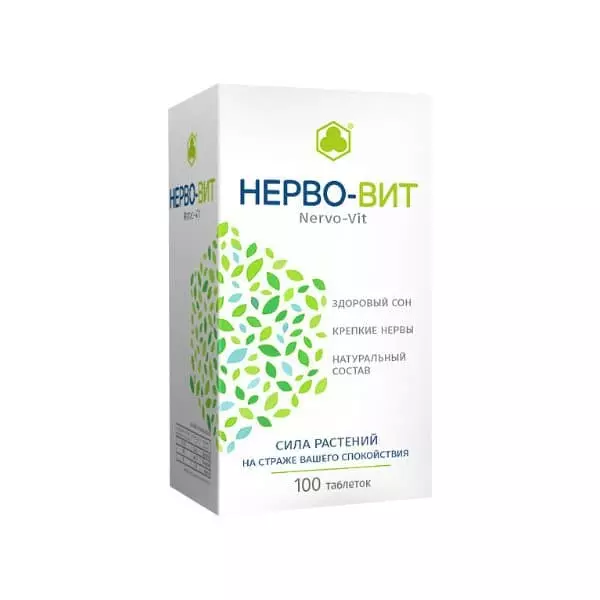 НЕРВО-ВИТ
Nervo-Vit
ЗДОРОВЫЙ СОН
КРЕПКИЕ НЕРВЫ
НАТУРАЛЬНЫЙ
СОСТАВ
СИЛА РАСТЕНИЙ
НА СТРАЖЕ ВАШЕГО СПОКОЙСТВИЯ
100 таблеток
НЕРВО-ВИТ